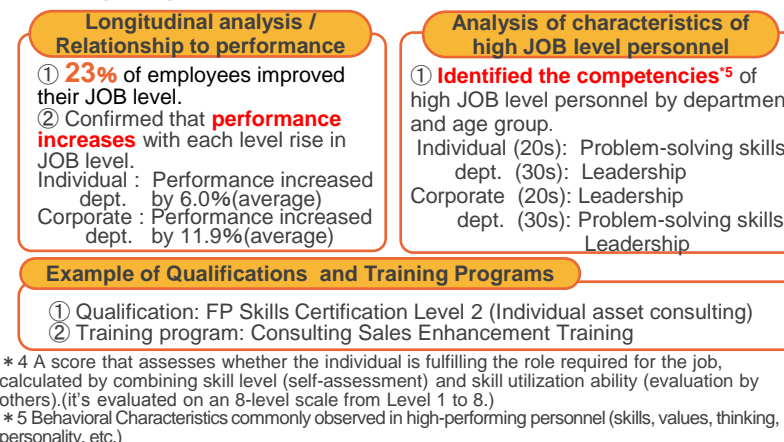 Longitudinal analysis /
Relationship to performance
① 23% of employees improved
their JOB level.
② Confirmed that performance
increases with each level rise in
JOB level.
Individual : Performance increased
dept. by 6.0%(average)
Corporate : Performance increased
dept. by 11.9%(average)
Analysis of characteristics of
high JOB level personnel
① Identified the competencies*5 of
high JOB level personnel by departmen
and age group.
Individual (20s): Problem-solving skills
dept. (30s): Leadership
Corporate (20s): Leadership
dept. (30s): Problem-solving skills
Leadership
Example of Qualifications and Training Programs
① Qualification: FP Skills Certification Level 2 (Individual asset consulting)
② Training program: Consulting Sales Enhancement Training
*4 A score that assesses whether the individual is fulfilling the role required for the job,
calculated by combining skill level (self-assessment) and skill utilization ability (evaluation by
others).(it's evaluated on an 8-level scale from Level 1 to 8.)
*5 Behavioral Characteristics commonly observed in high-performing personnel (skills, values, thinking,
personality, etc.)